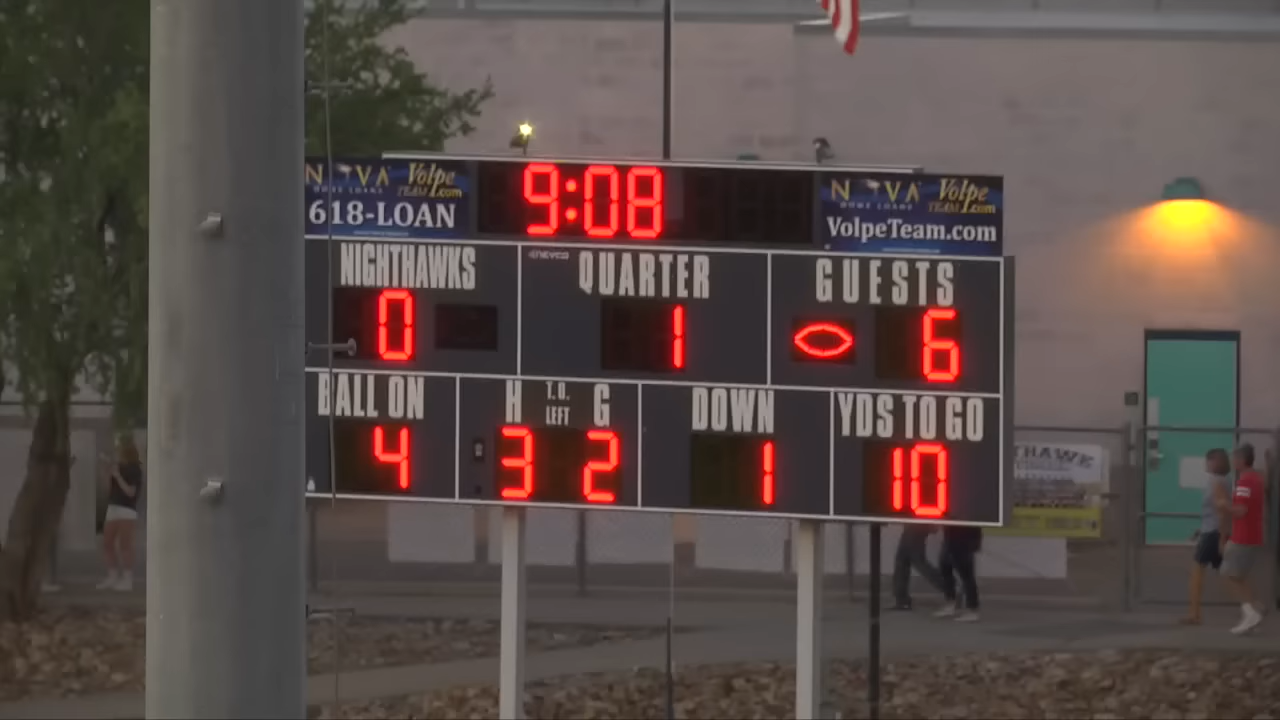 NOVA Volpe
HOME LOANS TEAM.com
618-LOAN
9:08
NOVA Volpe
HOME LOANS TEAM.com
VolpeTeam.com
NIGHTHAWKS
0
NEVCO
QUARTER
1
GUESTS
6
BALL ON
4
H T.O. LEFT G
3 2
DOWN
1
YDS TO GO
10
THAWK